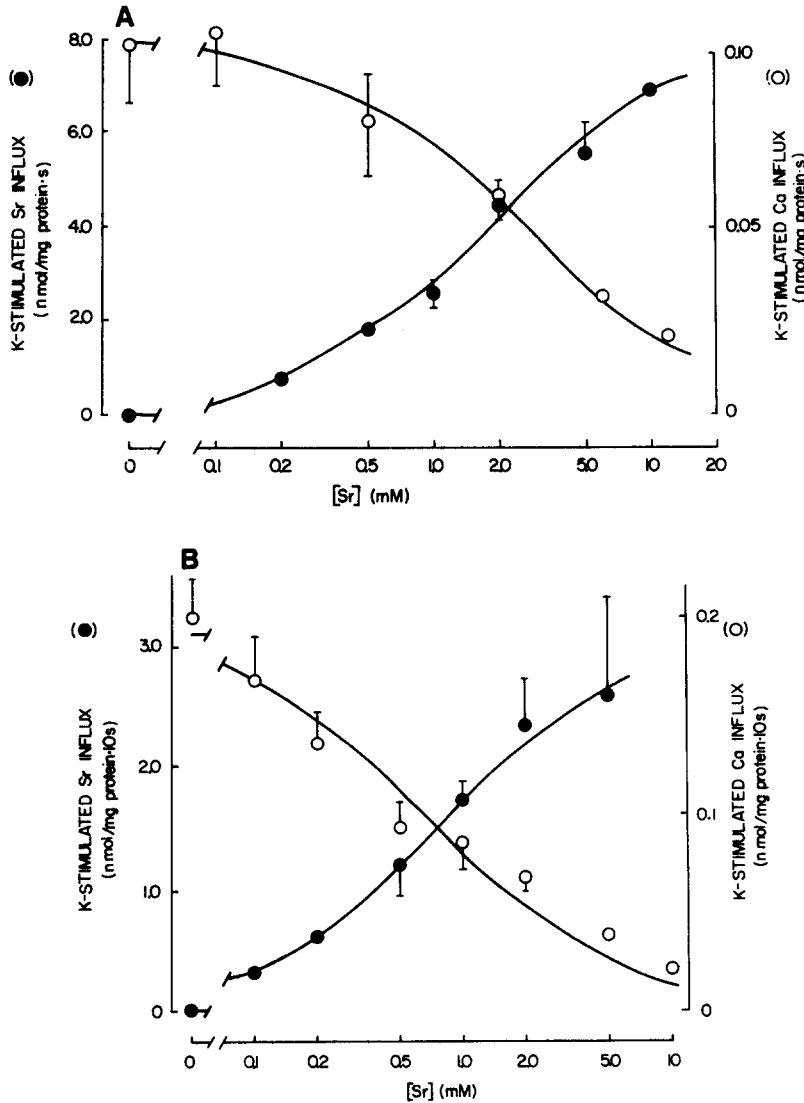 A
8.0
6.0
4.0
2.0
0
(●)
K-STIMULATED Sr INFLUX
(nmol/mg protein·s)
0.10
0.05
0
(○)
K-STIMULATED Ca INFLUX
(nmol/mg protein·s)
0 0.1 0.2 0.5 1.0 2.0 5.0 10 20
[Sr] (mM)
B
3.0
2.0
1.0
0
(●)
K-STIMULATED Sr INFLUX
(nmol/mg protein·10s)
0.2
0.1
0
(○)
K-STIMULATED Ca INFLUX
(nmol/mg protein·10s)
0 0.1 0.2 0.5 1.0 2.0 5.0 10
[Sr] (mM)